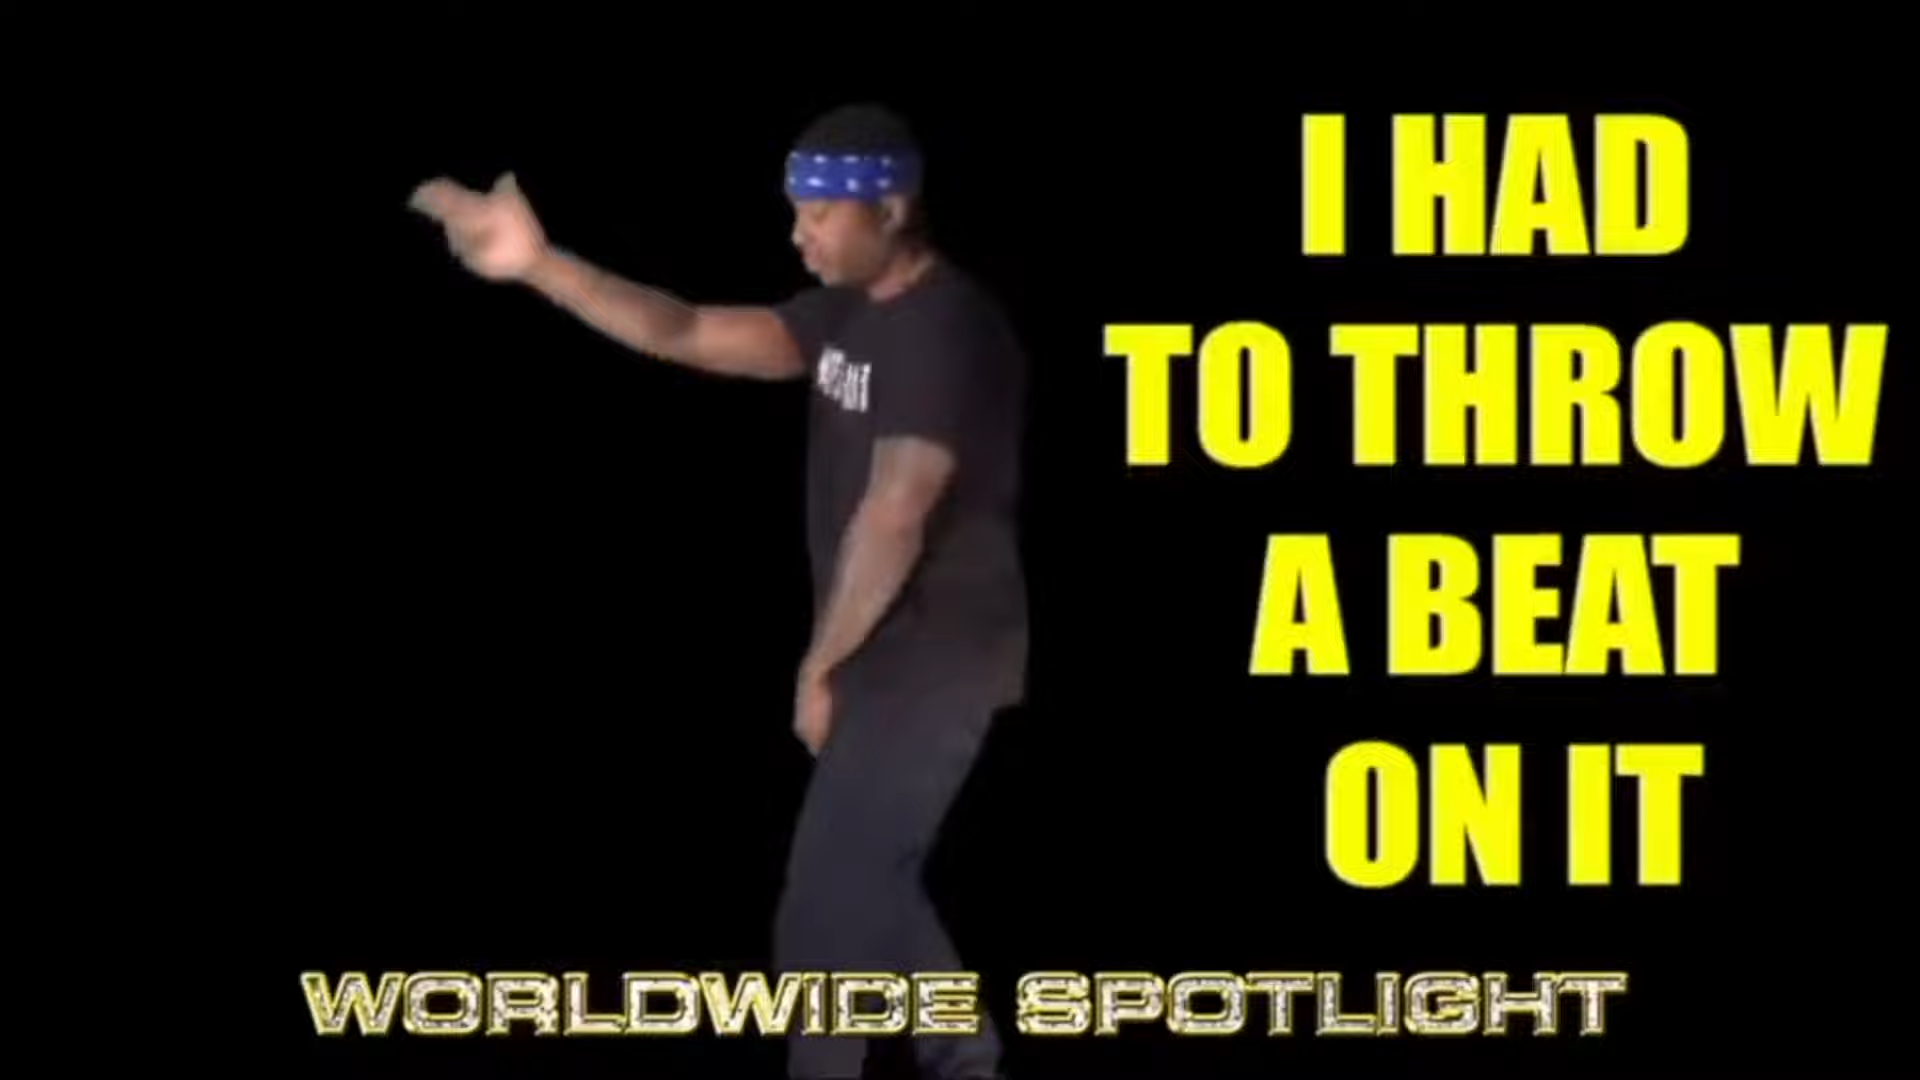 I HAD
TO THROW
A BEAT
ON IT
WORLDWIDE SPOTLIGHT